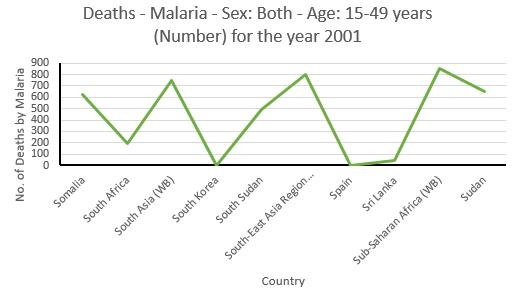 Deaths - Malaria - Sex: Both - Age: 15-49 years
(Number) for the year 2001
No. of Deaths by Malaria
900
800
700
600
500
400
300
200
100
0
Somalia
South Africa
South Asia (WB)
South Korea
South Sudan
South-East Asia Region...
Spain
Sri Lanka
Sub-Saharan Africa (WB)
Sudan
Country